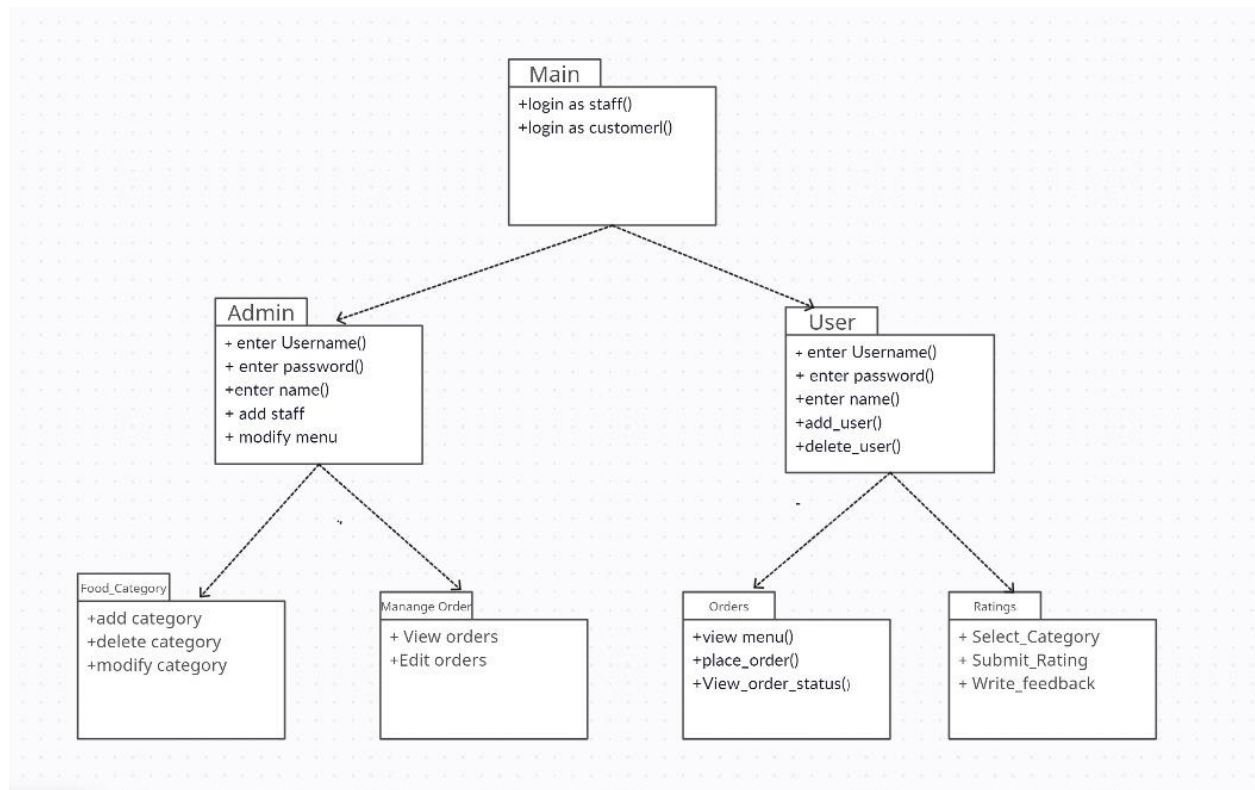 Main
+login as staff()
+login as customerl()
Admin
+ enter Username()
+ enter password()
+enter name()
+ add staff
+ modify menu
User
+ enter Username()
+ enter password()
+enter name()
+add_user()
+delete_user()
Food_Category
+add category
+delete category
+modify category
Manange Order
+ View orders
+Edit orders
Orders
+view menu()
+place_order()
+View_order_status()
Ratings
+ Select_Category
+ Submit_Rating
+ Write_feedback